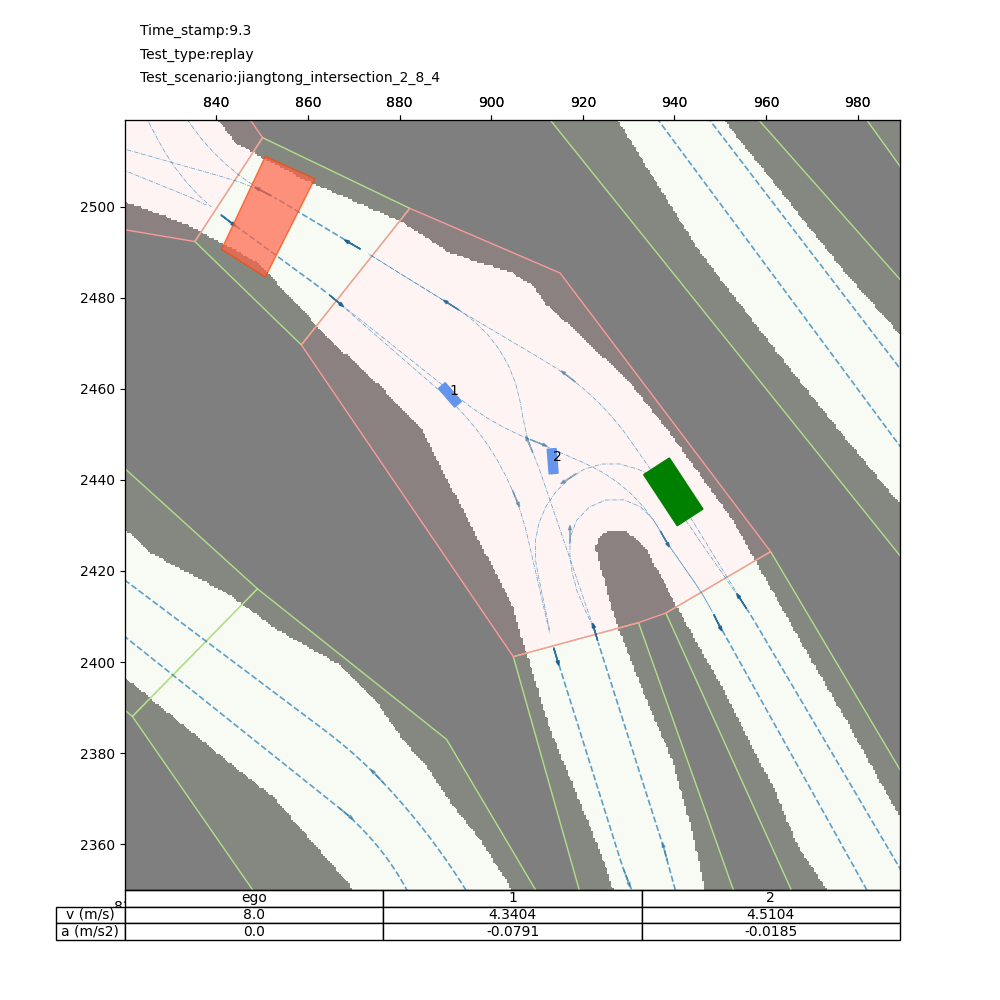 Time_stamp:9.3
Test_type:replay
Test_scenario:jiangtong_intersection_2_8_4
840 860 880 900 920 940 960 980
2500
2480
2460
2440
2420
2400
2380
2360
1
2
ego 1 2
v (m/s) 8.0 4.3404 4.5104
a (m/s2) 0.0 -0.0791 -0.0185